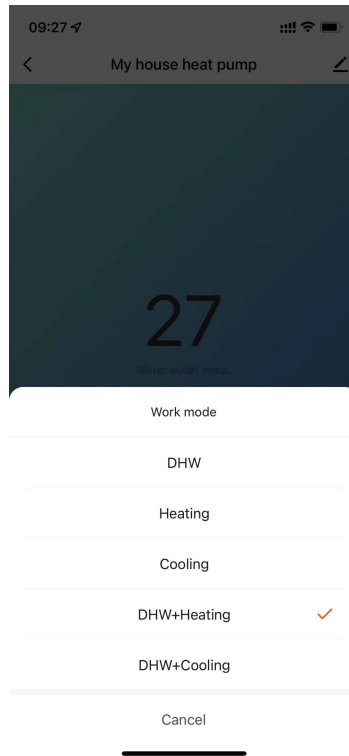 09:27
My house heat pump
27
Water outlet temp.
Work mode
DHW
Heating
Cooling
DHW+Heating
DHW+Cooling
Cancel